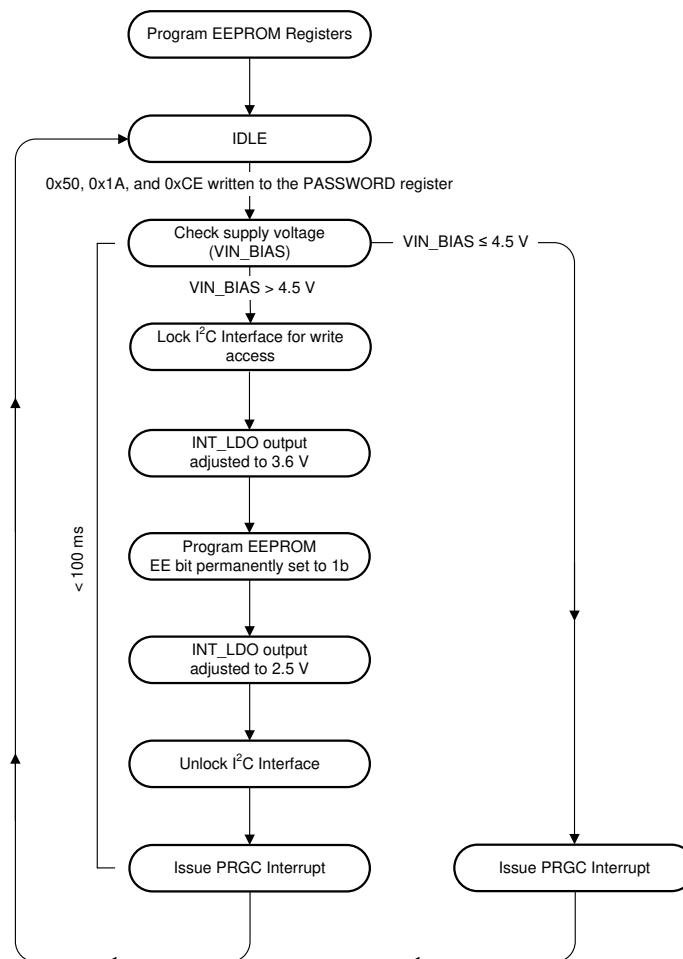 Program EEPROM Registers
IDLE
0x50, 0x1A, and 0xCE written to the PASSWORD register
Check supply voltage
(VIN_BIAS)
VIN_BIAS ≤ 4.5 V
VIN_BIAS > 4.5 V
Lock I²C Interface for write
access
INT_LDO output
adjusted to 3.6 V
< 100 ms
Program EEPROM
EE bit permanently set to 1b
INT_LDO output
adjusted to 2.5 V
Unlock I²C Interface
Issue PRGC Interrupt
Issue PRGC Interrupt